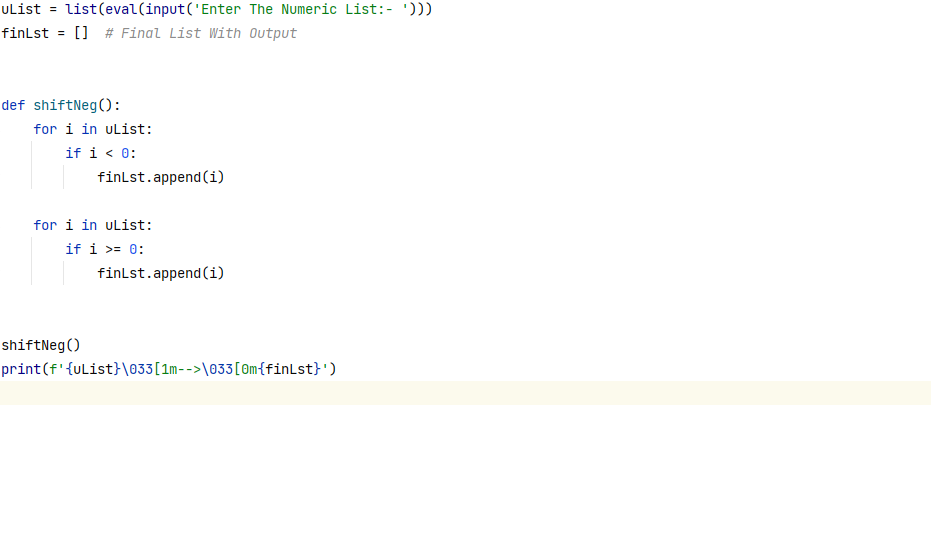 uList = list(eval(input('Enter The Numeric List:- ')))
finLst = []  # Final List With Output
def shiftNeg():
    for i in uList:
        if i < 0:
            finLst.append(i)
    for i in uList:
        if i >= 0:
            finLst.append(i)
shiftNeg()
print(f'{uList}\033[1m-->\033[0m{finLst}')